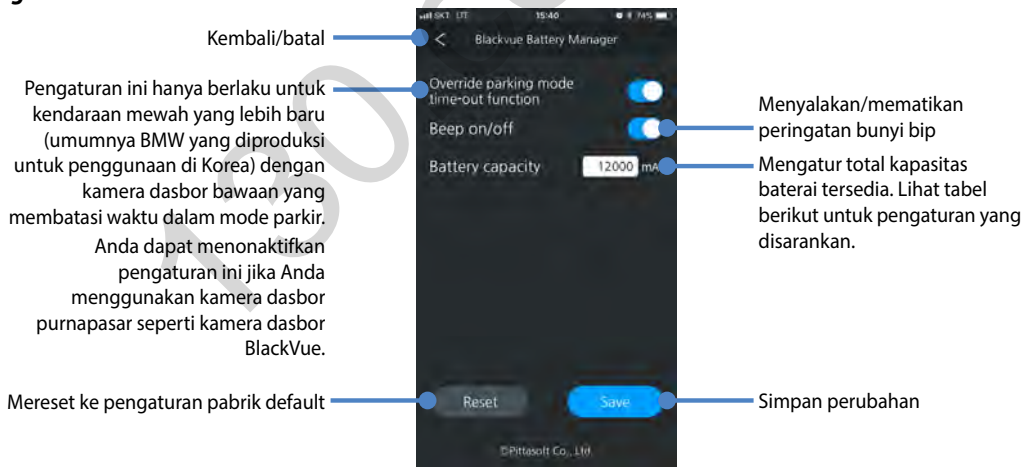 Kembali/batal
Pengaturan ini hanya berlaku untuk
kendaraan mewah yang lebih baru
(umumnya BMW yang diproduksi
untuk penggunaan di Korea) dengan
kamera dasbor bawaan yang
membatasi waktu dalam mode parkir.
Anda dapat menonaktifkan
pengaturan ini jika Anda
menggunakan kamera dasbor
purnapasar seperti kamera dasbor
BlackVue.
Mereset ke pengaturan pabrik default
SKT 15:40 74%
< Blackvue Battery Manager
Override parking mode
time-out function
Beep on/off
Battery capacity 12000 mA
Reset Save
©Pittasoft Co., Ltd.
Menyalakan/mematikan
peringatan bunyi bip
Mengatur total kapasitas
baterai tersedia. Lihat tabel
berikut untuk pengaturan yang
disarankan.
Simpan perubahan